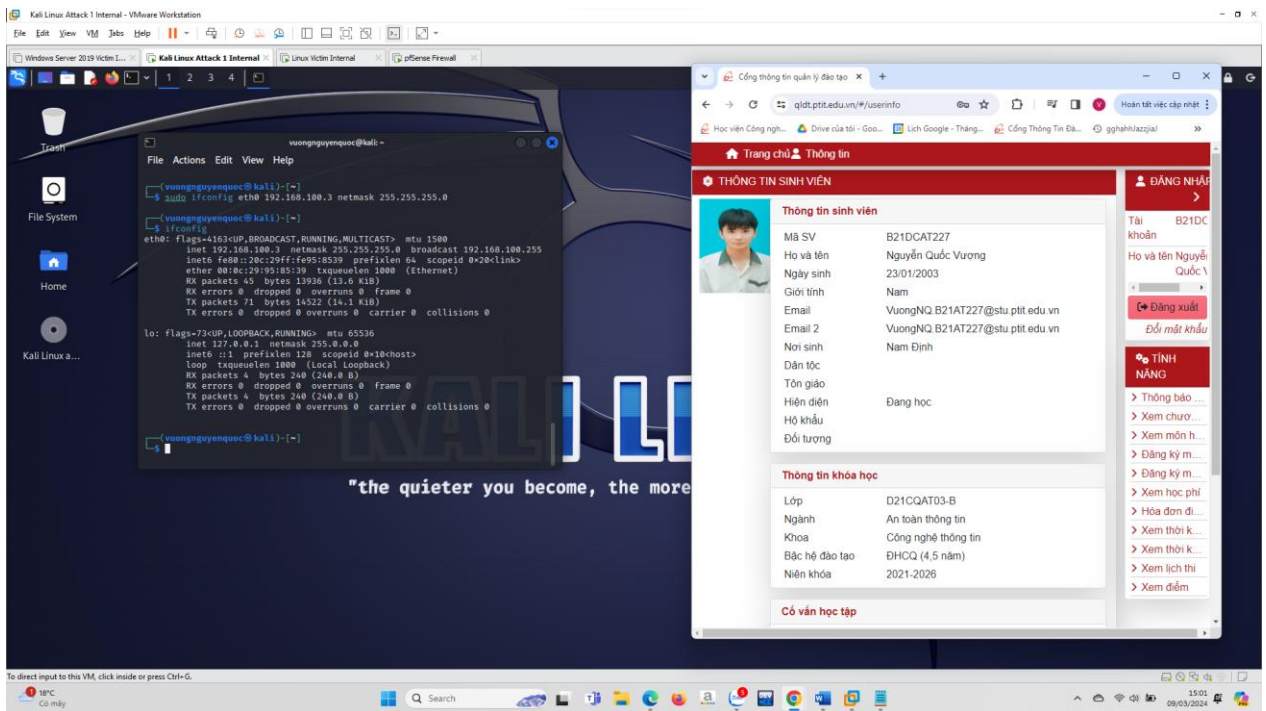 Kali Linux Attack 1 Internal - VMware Workstation
File Edit View VM Tabs Help
Windows Server 2019 Victim I... Kali Linux Attack 1 Internal Linux Victim Internal pfSense Firewall
1 2 3 4
Trash
File System
Home
Kali Linux a...
vuongnguyenquoc@kali: ~
File Actions Edit View Help
(vuongnguyenquoc㉿kali)-[~]
$ sudo ifconfig eth0 192.168.100.3 netmask 255.255.255.0
(vuongnguyenquoc㉿kali)-[~]
$ ifconfig
eth0: flags=4163<UP,BROADCAST,RUNNING,MULTICAST> mtu 1500
inet 192.168.100.3 netmask 255.255.255.0 broadcast 192.168.100.255
inet6 fe80::20c:29ff:fe95:8539 prefixlen 64 scopeid 0×20<link>
ether 00:0c:29:95:85:39 txqueuelen 1000 (Ethernet)
RX packets 45 bytes 13936 (13.6 KiB)
RX errors 0 dropped 0 overruns 0 frame 0
TX packets 71 bytes 14522 (14.1 KiB)
TX errors 0 dropped 0 overruns 0 carrier 0 collisions 0
lo: flags=73<UP,LOOPBACK,RUNNING> mtu 65536
inet 127.0.0.1 netmask 255.0.0.0
inet6 ::1 prefixlen 128 scopeid 0×10<host>
loop txqueuelen 1000 (Local Loopback)
RX packets 4 bytes 240 (240.0 B)
RX errors 0 dropped 0 overruns 0 frame 0
TX packets 4 bytes 240 (240.0 B)
TX errors 0 dropped 0 overruns 0 carrier 0 collisions 0
(vuongnguyenquoc㉿kali)-[~]
$
KALI LI
"the quieter you become, the more
Cổng thông tin quản lý đào tạo
qldt.ptit.edu.vn/#/userinfo
Hoàn tất việc cập nhật
Học viện Công ngh... Drive của tôi - Goo... Lịch Google - Tháng... Cổng Thông Tin Đà...
Trang chủ Thông tin
THÔNG TIN SINH VIÊN
Thông tin sinh viên
Mã SV B21DCAT227
Họ và tên Nguyễn Quốc Vượng
Ngày sinh 23/01/2003
Giới tính Nam
Email VuongNQ.B21AT227@stu.ptit.edu.vn
Email 2 VuongNQ.B21AT227@stu.ptit.edu.vn
Nơi sinh Nam Định
Dân tộc
Tôn giáo
Hiện diện Đang học
Hộ khẩu
Đối tượng
Thông tin khóa học
Lớp D21CQAT03-B
Ngành An toàn thông tin
Khoa Công nghệ thông tin
Bậc hệ đào tạo ĐHCQ (4,5 năm)
Niên khóa 2021-2026
Cố vấn học tập
ĐĂNG NHẬP
Tài khoản B21DC
Họ và tên Nguyễ
Quốc V
Đăng xuất
Đổi mật khẩu
TÍNH
NĂNG
Thông báo ...
Xem chươ...
Xem môn h...
Đăng ký m...
Đăng ký m...
Xem học phí
Hóa đơn đi...
Xem thời k...
Xem thời k...
Xem lịch thi
Xem điểm
To direct input to this VM, click inside or press Ctrl+G.
1
18°C
Có mây
Search
15:01
09/03/2024